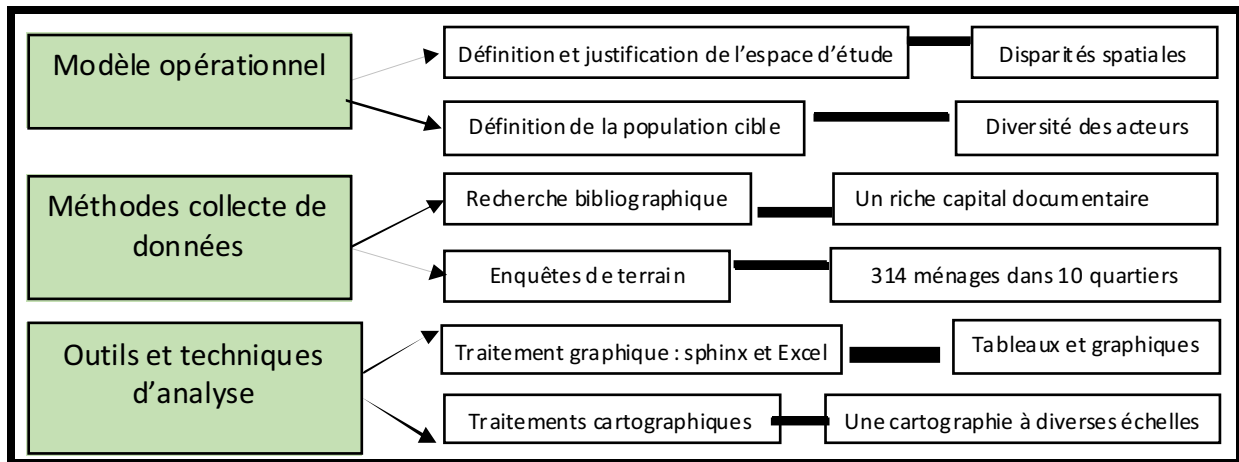 Modèle opérationnel
Définition et justification de l'espace d'étude
Disparités spatiales
Définition de la population cible
Diversité des acteurs
Méthodes collecte de
données
Recherche bibliographique
Un riche capital documentaire
Enquêtes de terrain
314 ménages dans 10 quartiers
Outils et techniques
d'analyse
Traitement graphique : sphinx et Excel
Tableaux et graphiques
Traitements cartographiques
Une cartographie à diverses échelles